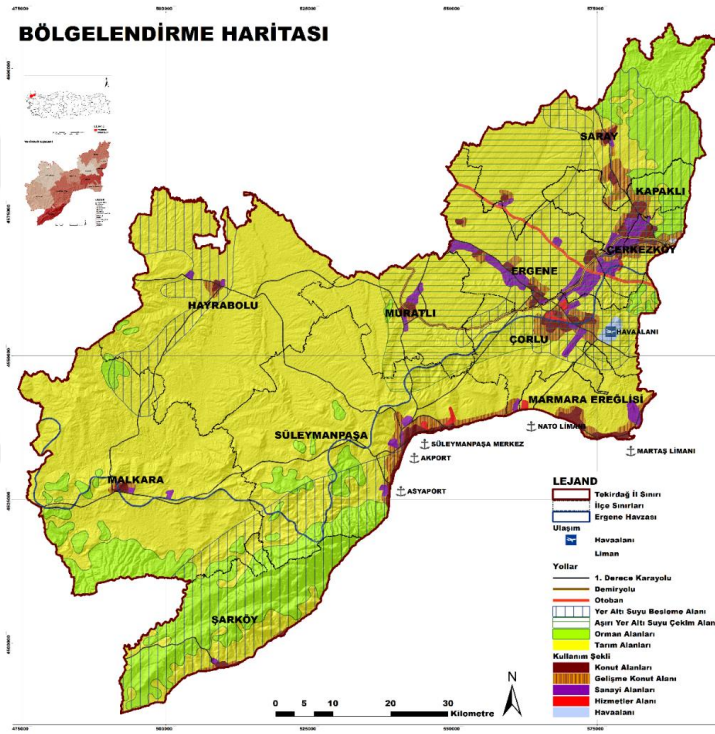 BÖLGELENDİRME HARİTASI
SARAY
KAPAKLI
ÇERKEZKÖY
ERGENE
HAYRABOLU
MURATLI
HAVAALANI
ÇORLU
MARMARA EREĞLİSİ
NATO LİMANI
SÜLEYMANPAŞA
SÜLEYMANPAŞA MERKEZ
MARTAŞ LİMANI
AKPORT
MALKARA
ASYAPORT
ŞARKÖY
LEJAND
Tekirdağ İl Sınırı
İlçe Sınırları
Ergene Havzası
Ulaşım
Havaalanı
Liman
Yollar
1. Derece Karayolu
Demiryolu
Otoban
Yer Altı Suyu Besleme Alanı
Aşırı Yer Altı Suyu Çekim Alan
Orman Alanları
Tarım Alanları
Kullanım Şekli
Konut Alanları
Gelişme Konut Alanı
Sanayi Alanları
Hizmetler Alanı
Havaalanı
N
0 5 10 20 30
Kilometre